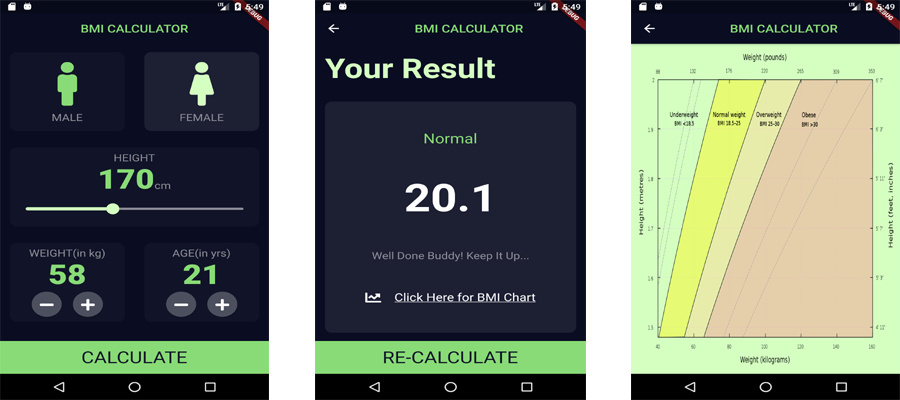 LTE 5:49
DEBUG
BMI CALCULATOR
MALE
FEMALE
HEIGHT
170cm
WEIGHT(in kg)
58
AGE(in yrs)
21
CALCULATE
LTE 5:49
DEBUG
BMI CALCULATOR
Your Result
Normal
20.1
Well Done Buddy! Keep It Up...
Click Here for BMI Chart
RE-CALCULATE
LTE 5:49
DEBUG
BMI CALCULATOR
Weight (pounds)
88 132 176 220 265 309 353
2 6' 7"
Underweight Normal weight Overweight Obese
BMI <18.5 BMI 18.5–25 BMI 25–30 BMI >30
1.9 6' 3"
1.8 5' 11"
Height (metres)
Height (feet, inches)
1.7 5' 7"
1.6 5' 3"
1.5 4' 11"
40 60 80 100 120 140 160
Weight (kilograms)